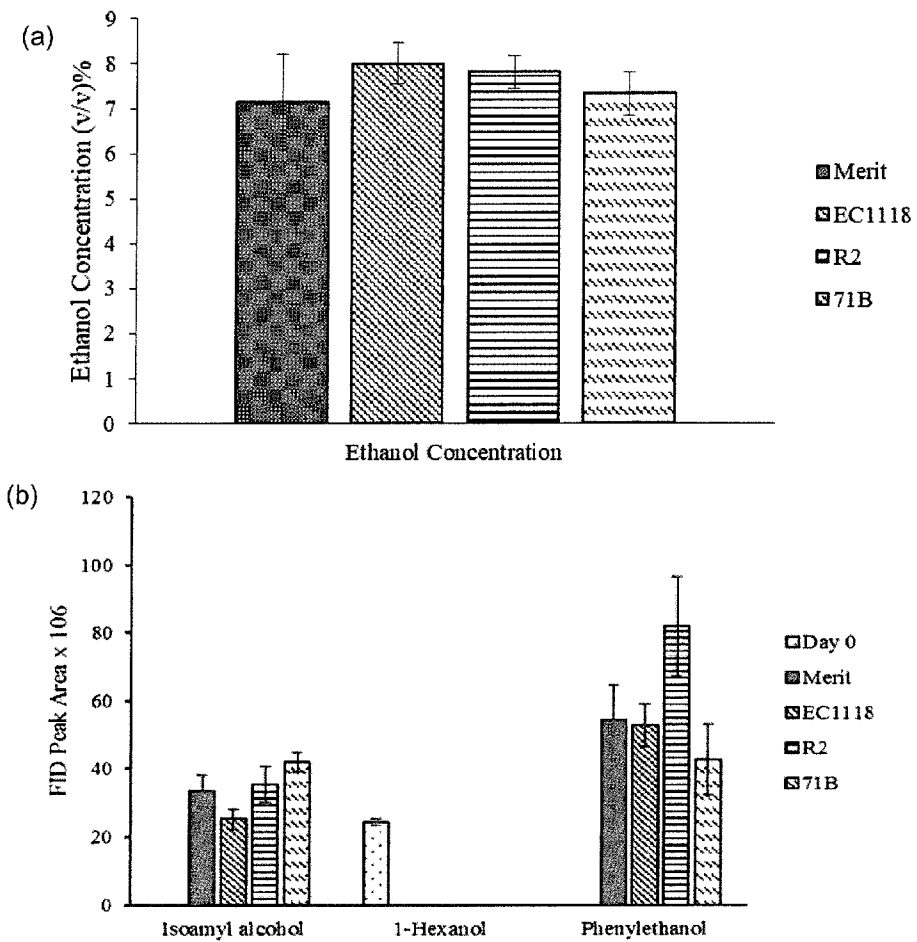 (a)
Ethanol Concentration (v/v)%
9
8
7
6
5
4
3
2
1
0
Ethanol Concentration
Merit
EC1118
R2
71B
(b)
FID Peak Area x 106
120
100
80
60
40
20
0
Isoamyl alcohol
1-Hexanol
Phenylethanol
Day 0
Merit
EC1118
R2
71B